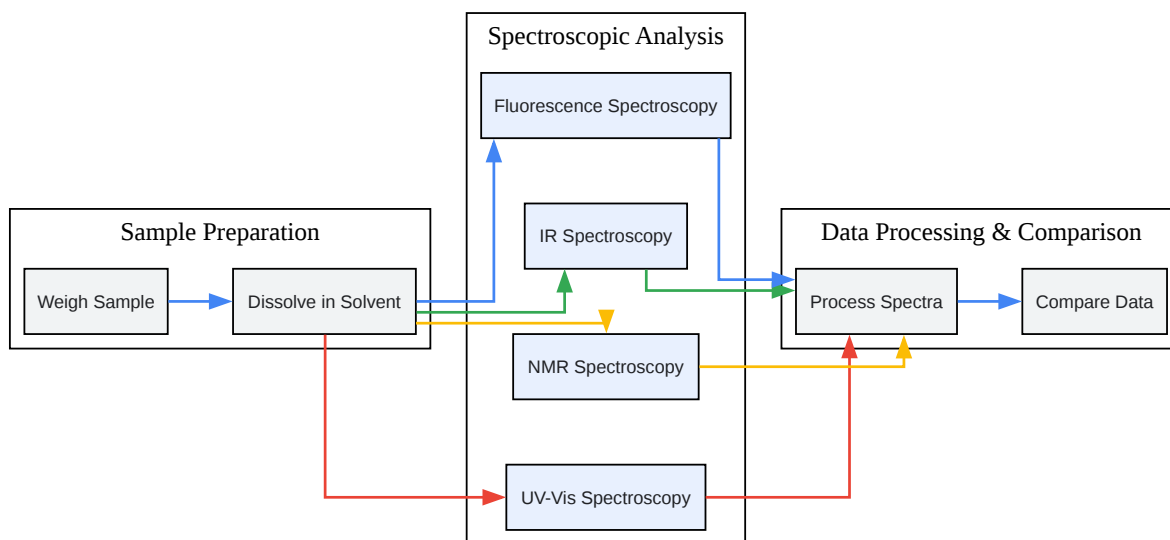 Spectroscopic Analysis
Fluorescence Spectroscopy
IR Spectroscopy
NMR Spectroscopy
UV-Vis Spectroscopy
Sample Preparation
Weigh Sample
Dissolve in Solvent
Data Processing & Comparison
Process Spectra
Compare Data